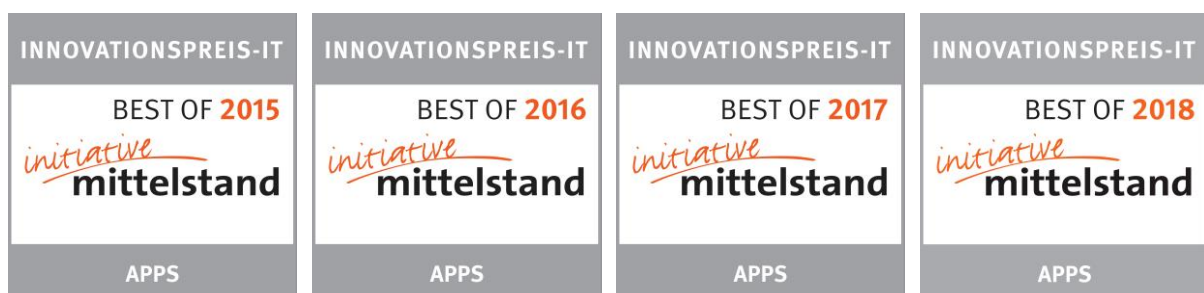 INNOVATIONSPREIS-IT
BEST OF 2015
initiative
mittelstand
APPS
INNOVATIONSPREIS-IT
BEST OF 2016
initiative
mittelstand
APPS
INNOVATIONSPREIS-IT
BEST OF 2017
initiative
mittelstand
APPS
INNOVATIONSPREIS-IT
BEST OF 2018
initiative
mittelstand
APPS